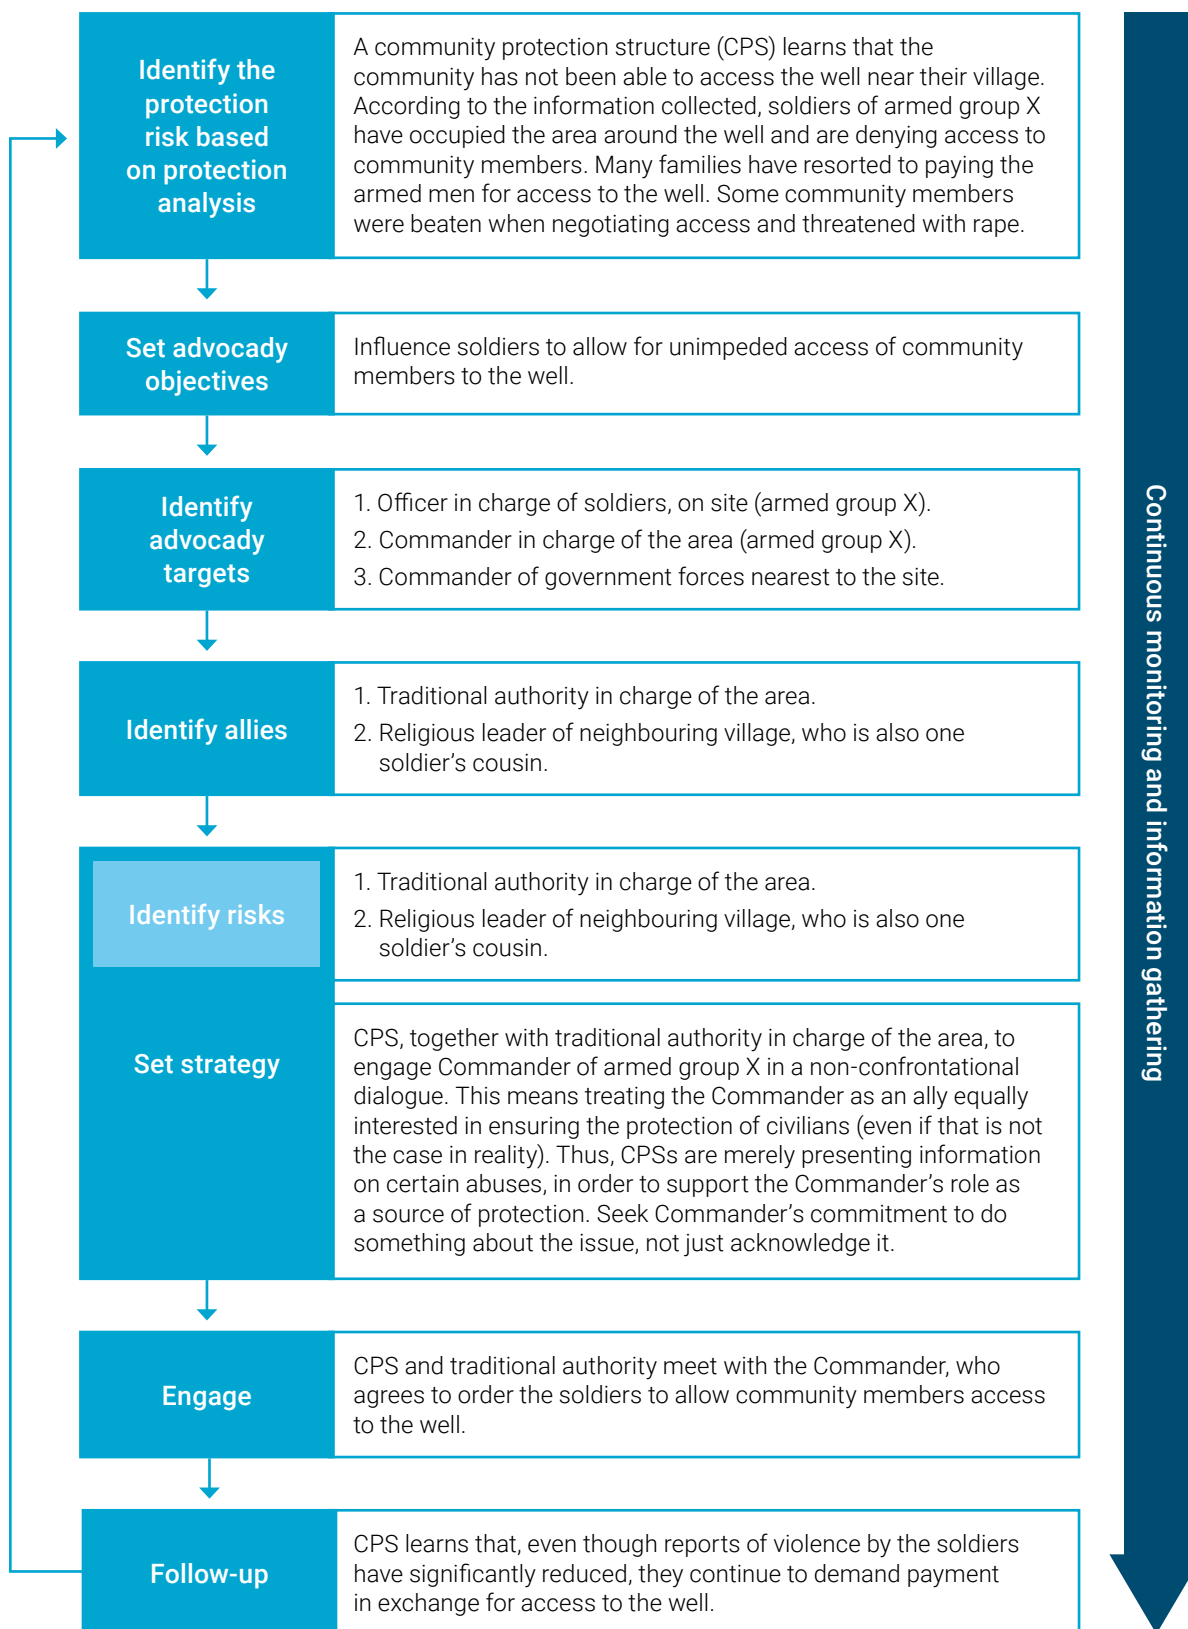 Identify the
protection
risk based
on protection
analysis
A community protection structure (CPS) learns that the
community has not been able to access the well near their village.
According to the information collected, soldiers of armed group X
have occupied the area around the well and are denying access to
community members. Many families have resorted to paying the
armed men for access to the well. Some community members
were beaten when negotiating access and threatened with rape.
Set advocady
objectives
Influence soldiers to allow for unimpeded access of community
members to the well.
Identify
advocady
targets
1. Officer in charge of soldiers, on site (armed group X).
2. Commander in charge of the area (armed group X).
3. Commander of government forces nearest to the site.
Identify allies
1. Traditional authority in charge of the area.
2. Religious leader of neighbouring village, who is also one
soldier's cousin.
Identify risks
1. Traditional authority in charge of the area.
2. Religious leader of neighbouring village, who is also one
soldier's cousin.
Set strategy
CPS, together with traditional authority in charge of the area, to
engage Commander of armed group X in a non-confrontational
dialogue. This means treating the Commander as an ally equally
interested in ensuring the protection of civilians (even if that is not
the case in reality). Thus, CPSs are merely presenting information
on certain abuses, in order to support the Commander's role as
a source of protection. Seek Commander's commitment to do
something about the issue, not just acknowledge it.
Engage
CPS and traditional authority meet with the Commander, who
agrees to order the soldiers to allow community members access
to the well.
Follow-up
CPS learns that, even though reports of violence by the soldiers
have significantly reduced, they continue to demand payment
in exchange for access to the well.
Continuous monitoring and information gathering